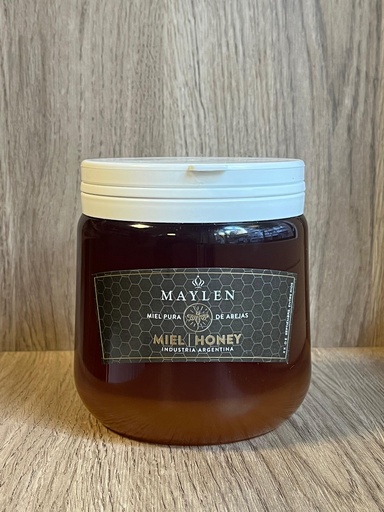 MAYLEN
MIEL PURA DE ABEJAS
MIEL | HONEY
INDUSTRIA ARGENTINA